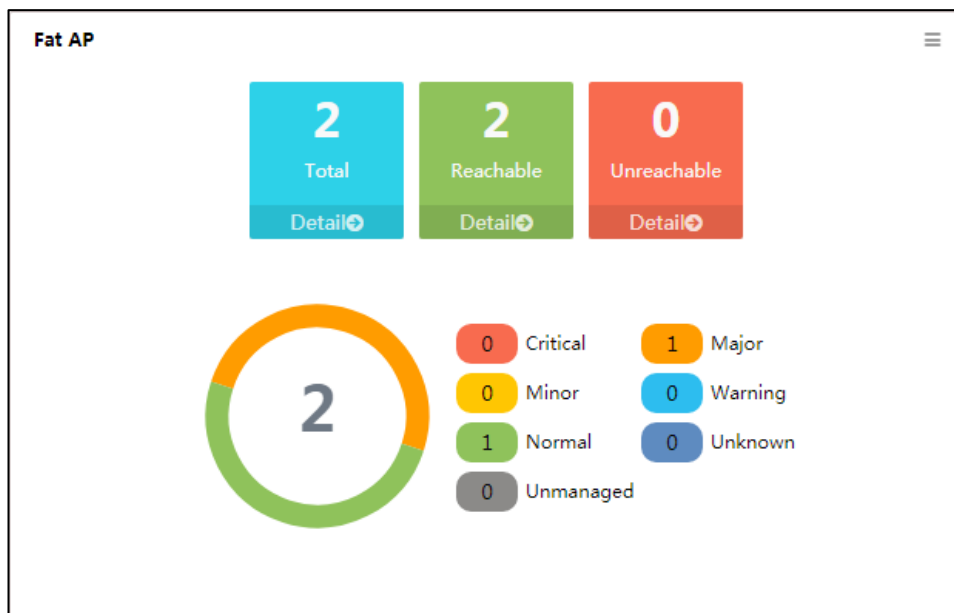 Fat AP
2 2 0
Total Reachable Unreachable
Detail Detail Detail
2
0 Critical 1 Major
0 Minor 0 Warning
1 Normal 0 Unknown
0 Unmanaged